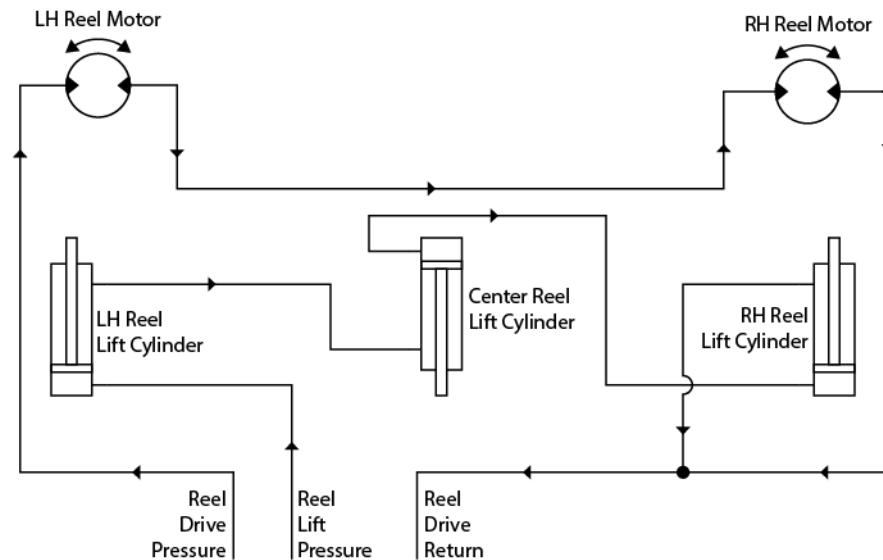 LH Reel Motor
RH Reel Motor
LH Reel
Lift Cylinder
Center Reel
Lift Cylinder
RH Reel
Lift Cylinder
Reel
Drive
Pressure
Reel
Lift
Pressure
Reel
Drive
Return